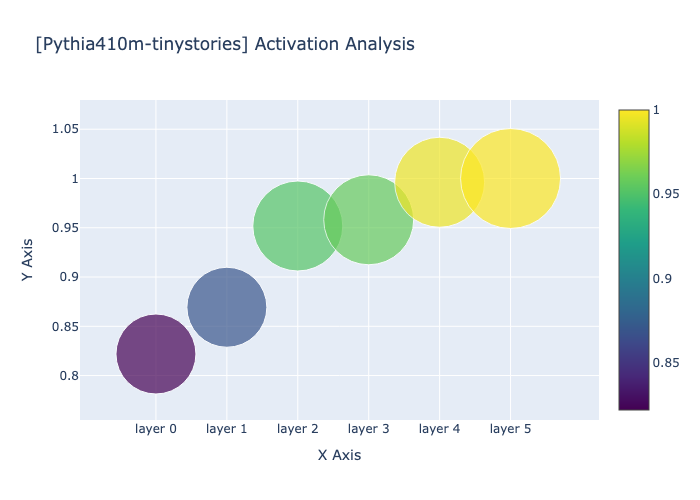 [Pythia410m-tinystories] Activation Analysis
1.05
1
0.95
0.9
0.85
0.8
Y Axis
layer 0
layer 1
layer 2
layer 3
layer 4
layer 5
X Axis
1
0.95
0.9
0.85